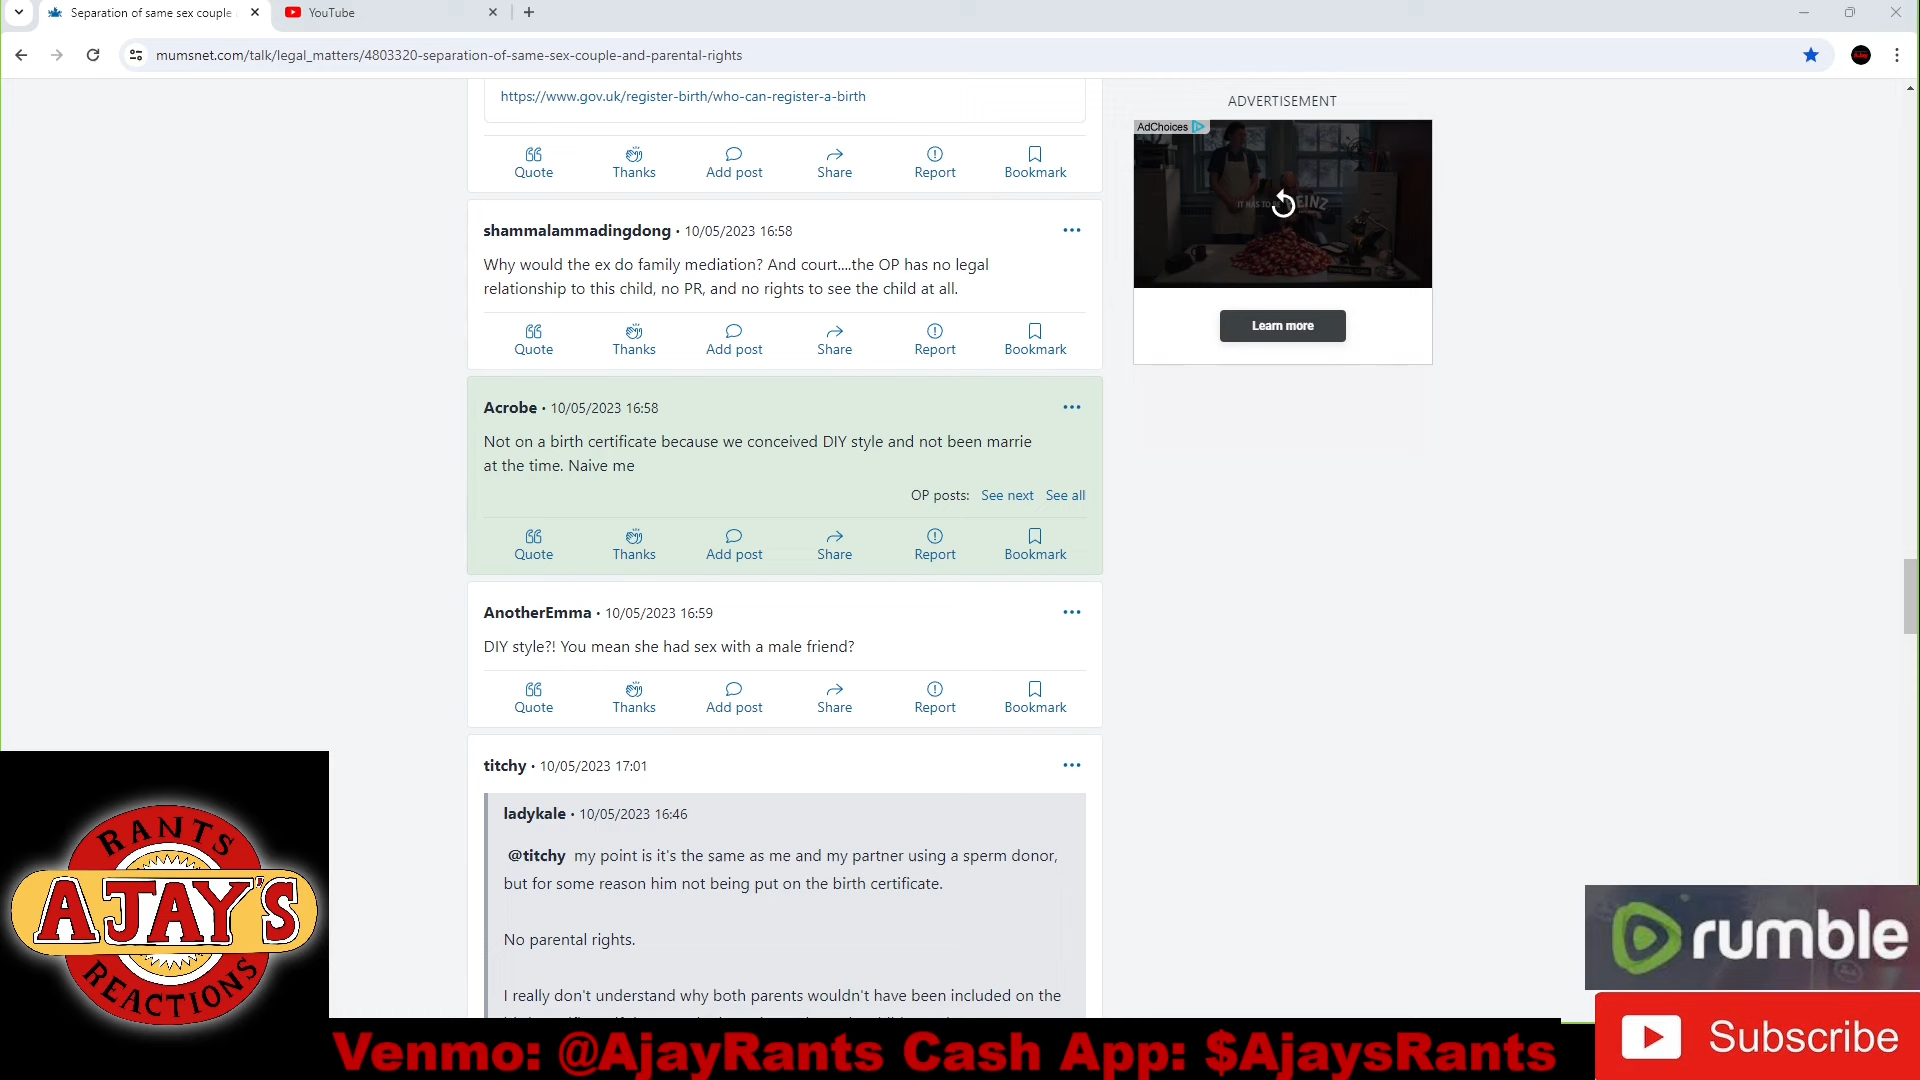 Separation of same sex couple
YouTube
mumsnet.com/talk/legal_matters/4803320-separation-of-same-sex-couple-and-parental-rights
https://www.gov.uk/register-birth/who-can-register-a-birth
Quote Thanks Add post Share Report Bookmark
shammalammadingdong • 10/05/2023 16:58
Why would the ex do family mediation? And court....the OP has no legal
relationship to this child, no PR, and no rights to see the child at all.
Quote Thanks Add post Share Report Bookmark
Acrobe • 10/05/2023 16:58
Not on a birth certificate because we conceived DIY style and not been marrie
at the time. Naive me
OP posts: See next See all
Quote Thanks Add post Share Report Bookmark
AnotherEmma • 10/05/2023 16:59
DIY style?! You mean she had sex with a male friend?
Quote Thanks Add post Share Report Bookmark
titchy • 10/05/2023 17:01
ladykale • 10/05/2023 16:46
@titchy my point is it's the same as me and my partner using a sperm donor,
but for some reason him not being put on the birth certificate.
No parental rights.
I really don't understand why both parents wouldn't have been included on the
ADVERTISEMENT
AdChoices
IT HAS TO BE HEINZ
Learn more
RANTS
AJAY'S
REACTIONS
rumble
Subscribe
Venmo: @AjayRants Cash App: $AjaysRants